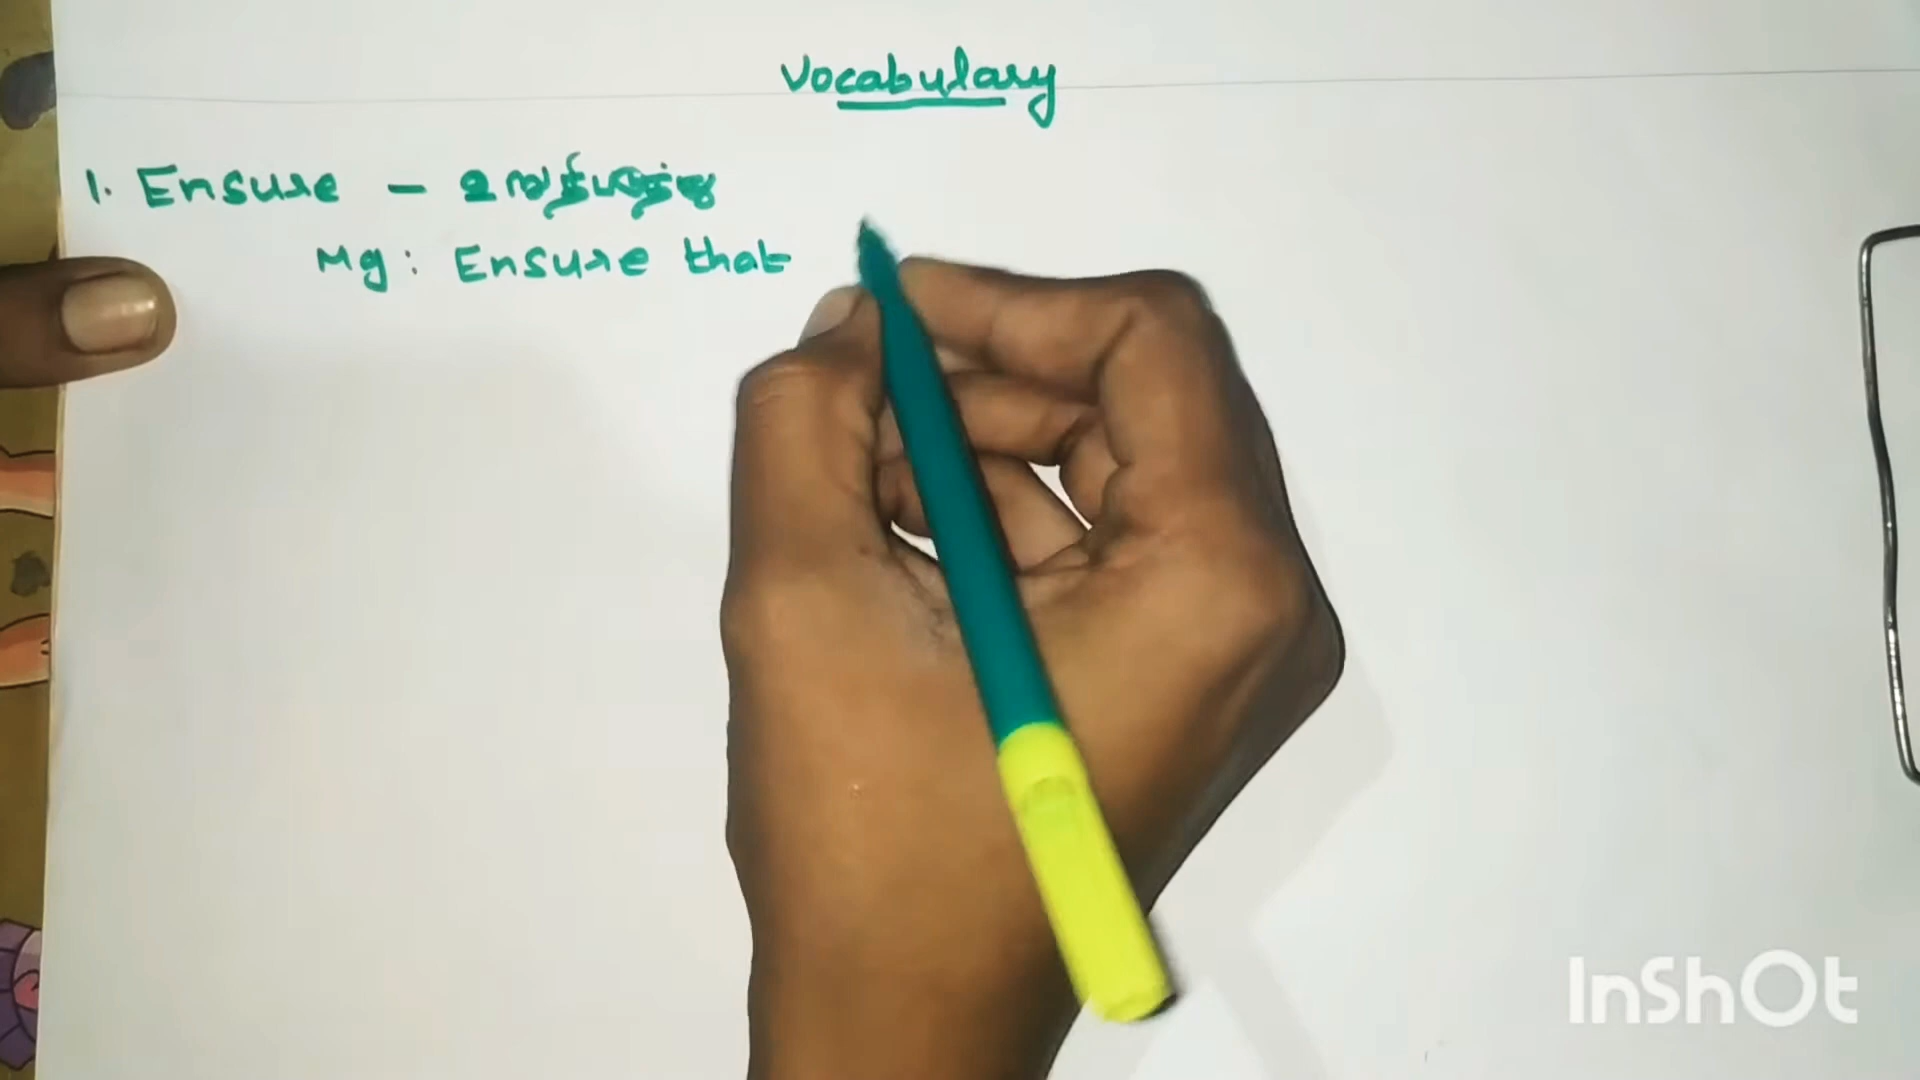 Vocabulary
1. Ensure –
Mg: Ensure that
InShOt